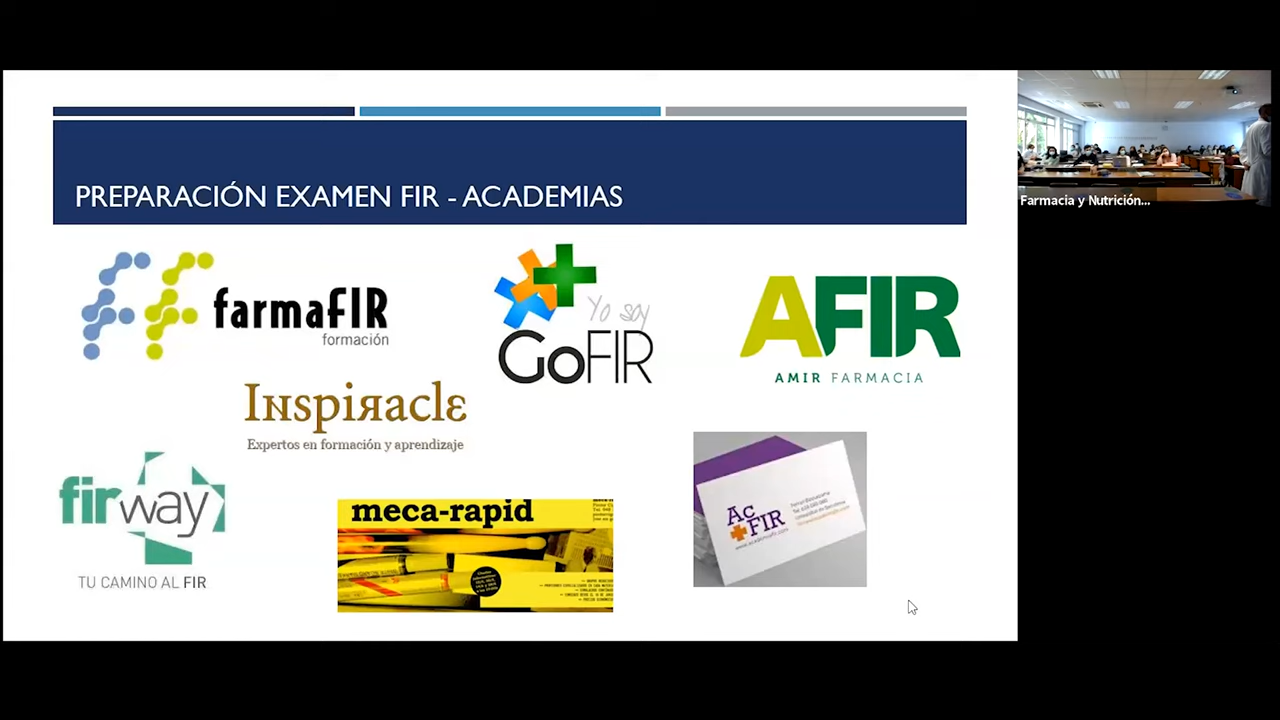 PREPARACIÓN EXAMEN FIR - ACADEMIAS
Farmacia y Nutrición...
farmaFIR
formación
Yo soy
GoFIR
AFIR
AMIR FARMACIA
Inspiracle
Expertos en formación y aprendizaje
firway
TU CAMINO AL FIR
meca-rapid
Ac
FIR